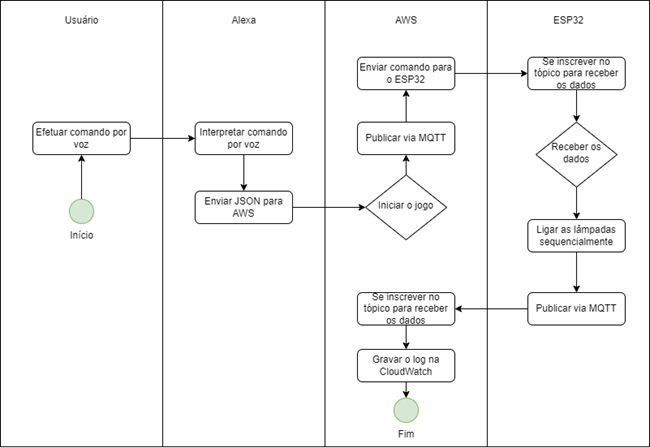 Usuário
Alexa
AWS
ESP32
Efetuar comando por
voz
Início
Interpretar comando
por voz
Enviar JSON para
AWS
Iniciar o jogo
Publicar via MQTT
Enviar comando para
o ESP32
Se inscrever no
tópico para receber
os dados
Receber os
dados
Ligar as lâmpadas
sequencialmente
Publicar via MQTT
Se inscrever no
tópico para receber
os dados
Gravar o log na
CloudWatch
Fim